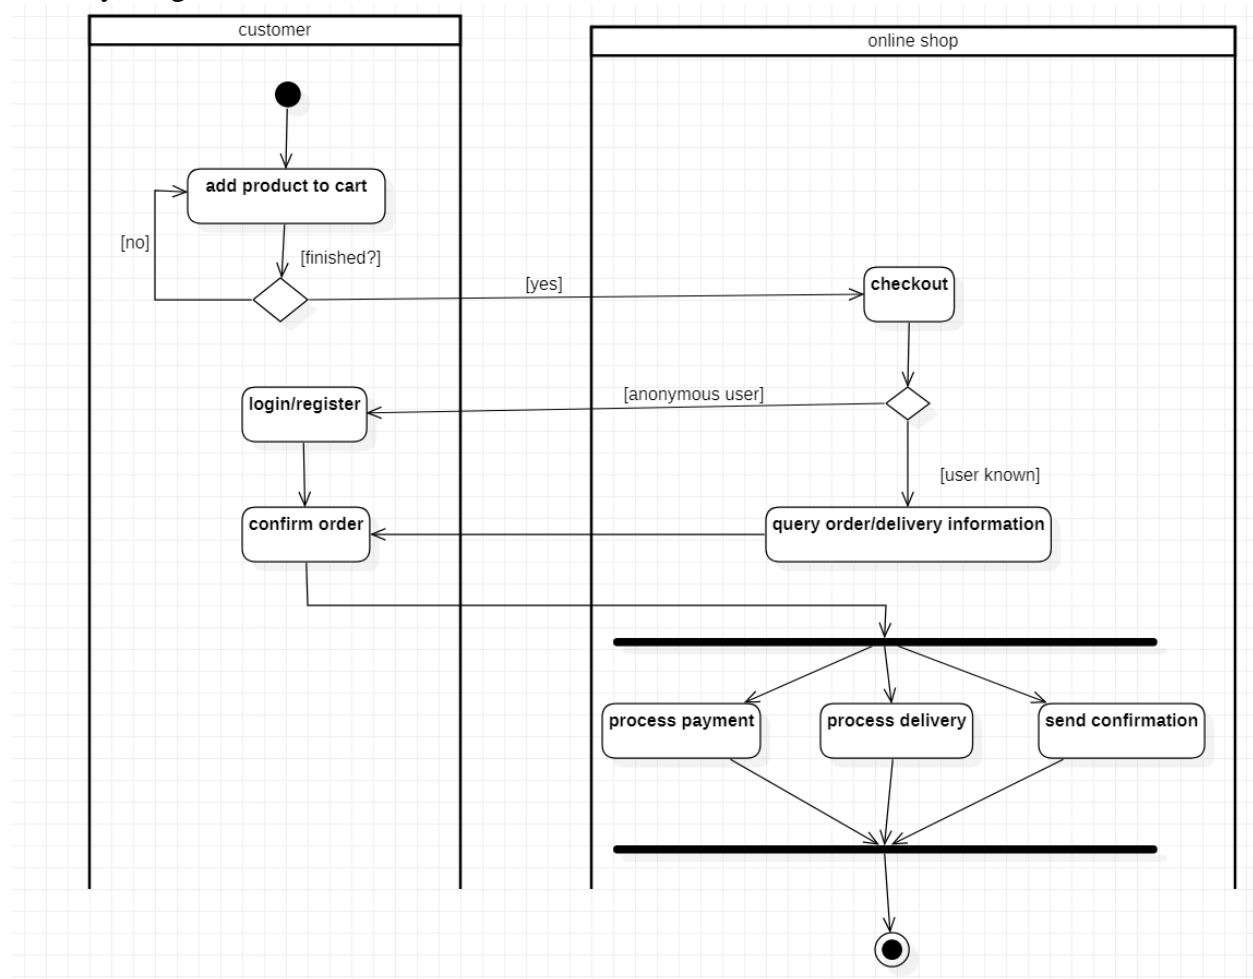 customer
online shop
add product to cart
[no]
[finished?]
[yes]
checkout
[anonymous user]
login/register
[user known]
confirm order
query order/delivery information
process payment
process delivery
send confirmation